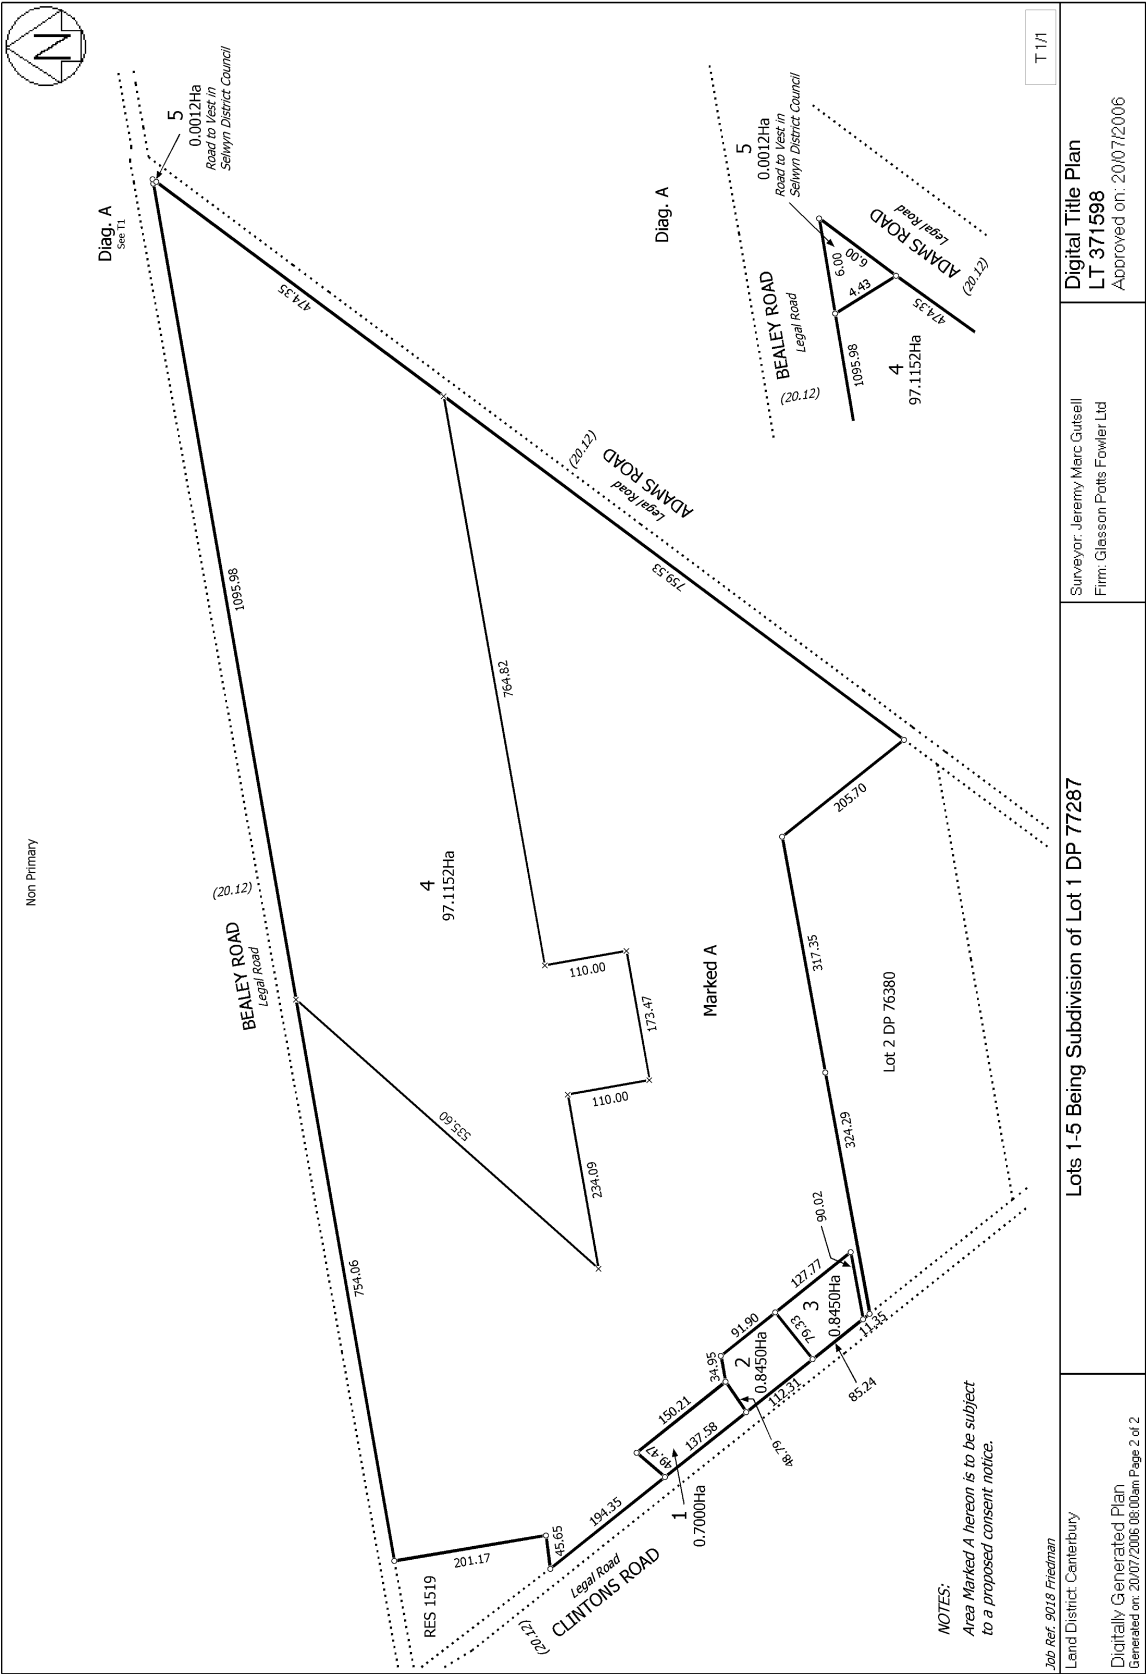 Non Primary
N
T 1/1
BEALEY ROAD
Legal Road
(20.12)
754.06
1095.98
Diag. A
See T1
5
0.0012Ha
Road to Vest in
Selwyn District Council
474.35
759.53
(20.12)
ADAMS ROAD
Legal Road
4
97.1152Ha
535.60
234.09
110.00
173.47
110.00
764.82
Marked A
RES 1519
201.17
45.65
194.35
(20.12)
Legal Road
CLINTONS ROAD
1
0.7000Ha
49.47
150.21
137.58
48.79
2
0.8450Ha
34.95
91.90
112.31
79.33
3
0.8450Ha
127.77
90.02
85.24
11.35
324.29
317.35
205.70
Lot 2 DP 76380
Diag. A
BEALEY ROAD
Legal Road
(20.12)
1095.98
4
97.1152Ha
5
0.0012Ha
Road to Vest in
Selwyn District Council
6.00
6.00
4.43
474.35
ADAMS ROAD
Legal Road
(20.12)
NOTES:
Area Marked A hereon is to be subject
to a proposed consent notice.
Job Ref. 9018 Friedman
Land District: Canterbury
Digitally Generated Plan
Generated on: 20/07/2006 08:00am Page 2 of 2
Lots 1-5 Being Subdivision of Lot 1 DP 77287
Surveyor: Jeremy Marc Gutsell
Firm: Glasson Potts Fowler Ltd
Digital Title Plan
LT 371598
Approved on: 20/07/2006